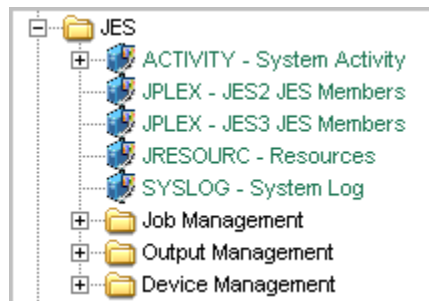 JES
ACTIVITY - System Activity
JPLEX - JES2 JES Members
JPLEX - JES3 JES Members
JRESOURC - Resources
SYSLOG - System Log
Job Management
Output Management
Device Management